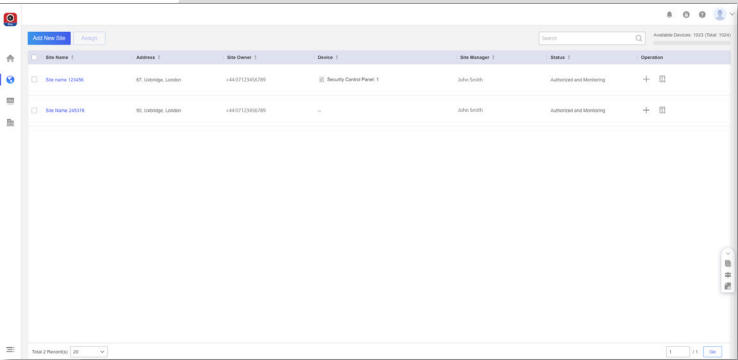 Add New Site
Assign
Search
Available Devices: 1023 (Total: 1024)
Site Name
Address
Site Owner
Device
Site Manager
Status
Operation
Site name 123456
67, Uxbridge, London
+44 07123456789
Security Control Panel: 1
John Smith
Authorized and Monitoring
Site Name 245378
90, Uxbridge, London
+44 07123456789
--
John Smith
Authorized and Monitoring
Total 2 Record(s)
20
1
/ 1
Go